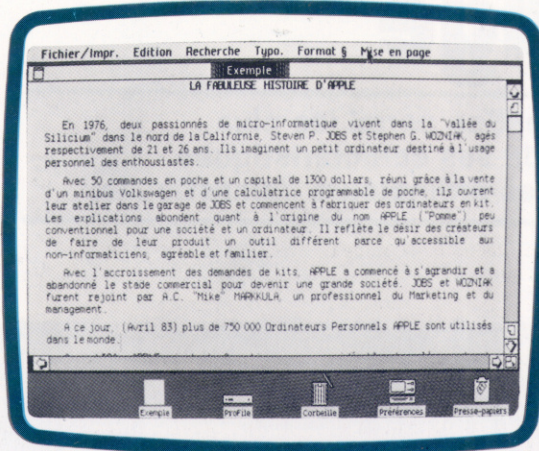 Fichier/Impr. Edition Recherche Typo. Format § Mise en page
Exemple
LA FABULEUSE HISTOIRE D'APPLE
En 1976, deux passionnés de micro-informatique vivent dans la "Vallée du
Silicium" dans le nord de la Californie, Steven P. JOBS et Stephen G. WOZNIAK, agés
respectivement de 21 et 26 ans. Ils imaginent un petit ordinateur destiné à l'usage
personnel des enthousiastes.
Avec 50 commandes en poche et un capital de 1300 dollars, réuni grâce à la vente
d'un minibus Volkswagen et d'une calculatrice programmable de poche, ils ouvrent
leur atelier dans le garage de JOBS et commencent à fabriquer des ordinateurs en kit.
Les explications abondent quant à l'origine du nom APPLE ("Pomme") peu
conventionnel pour une société et un ordinateur. Il reflète le désir des créateurs
de faire de leur produit un outil différent parce qu'accessible aux
non-informaticiens, agréable et familier.
Avec l'accroissement des demandes de kits, APPLE a commencé à s'agrandir et a
abandonné le stade commercial pour devenir une grande société. JOBS et WOZNIAK
furent rejoint par A.C. "Mike" MARKKULA, un professionnel du Marketing et du
management.
A ce jour, (Avril 83) plus de 750 000 Ordinateurs Personnels APPLE sont utilisés
dans le monde.
Exemple ProFile Corbeille Préférences Presse-papiers